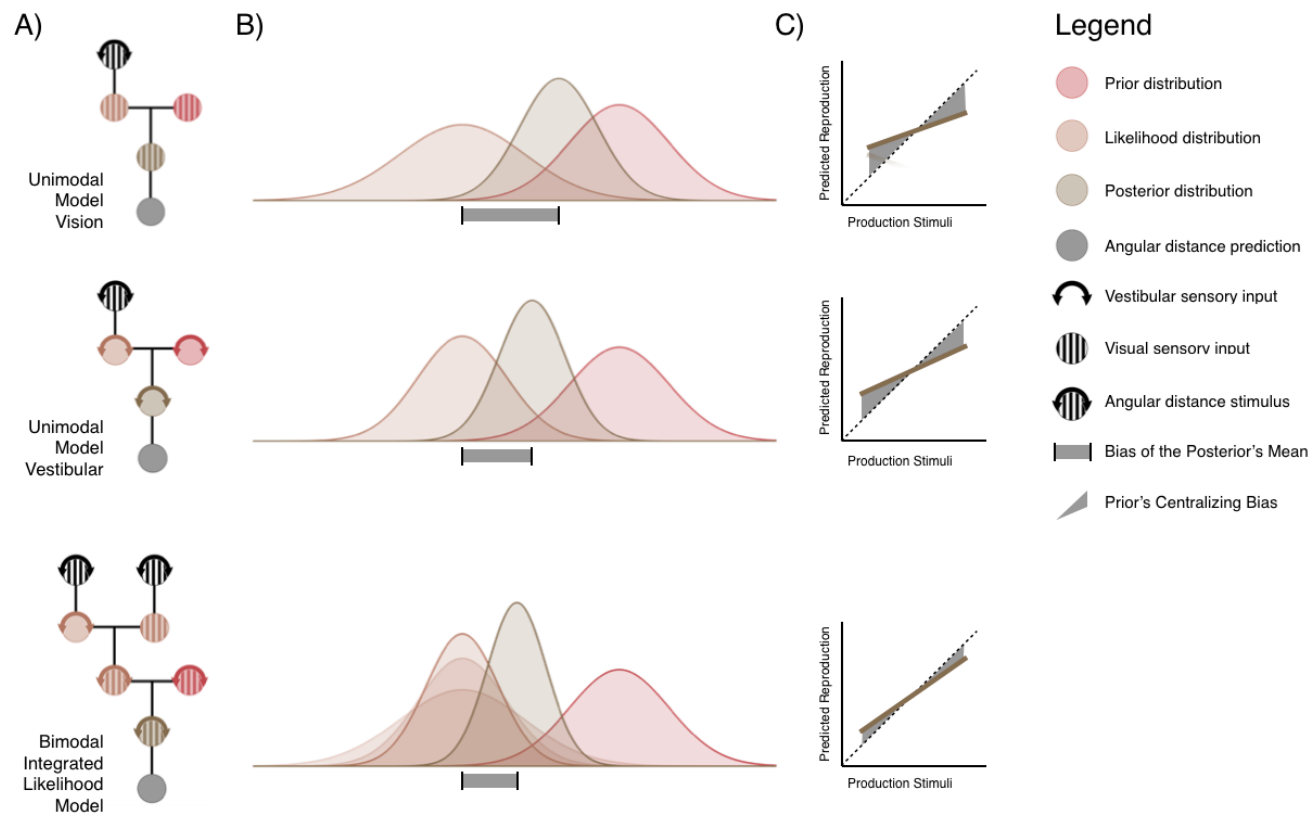 A)
B)
C)
Legend
Unimodal
Model
Vision
Predicted Reproduction
Production Stimuli
Prior distribution
Likelihood distribution
Posterior distribution
Angular distance prediction
Vestibular sensory input
Visual sensory input
Angular distance stimulus
Bias of the Posterior's Mean
Prior's Centralizing Bias
Unimodal
Model
Vestibular
Predicted Reproduction
Production Stimuli
Bimodal
Integrated
Likelihood
Model
Predicted Reproduction
Production Stimuli